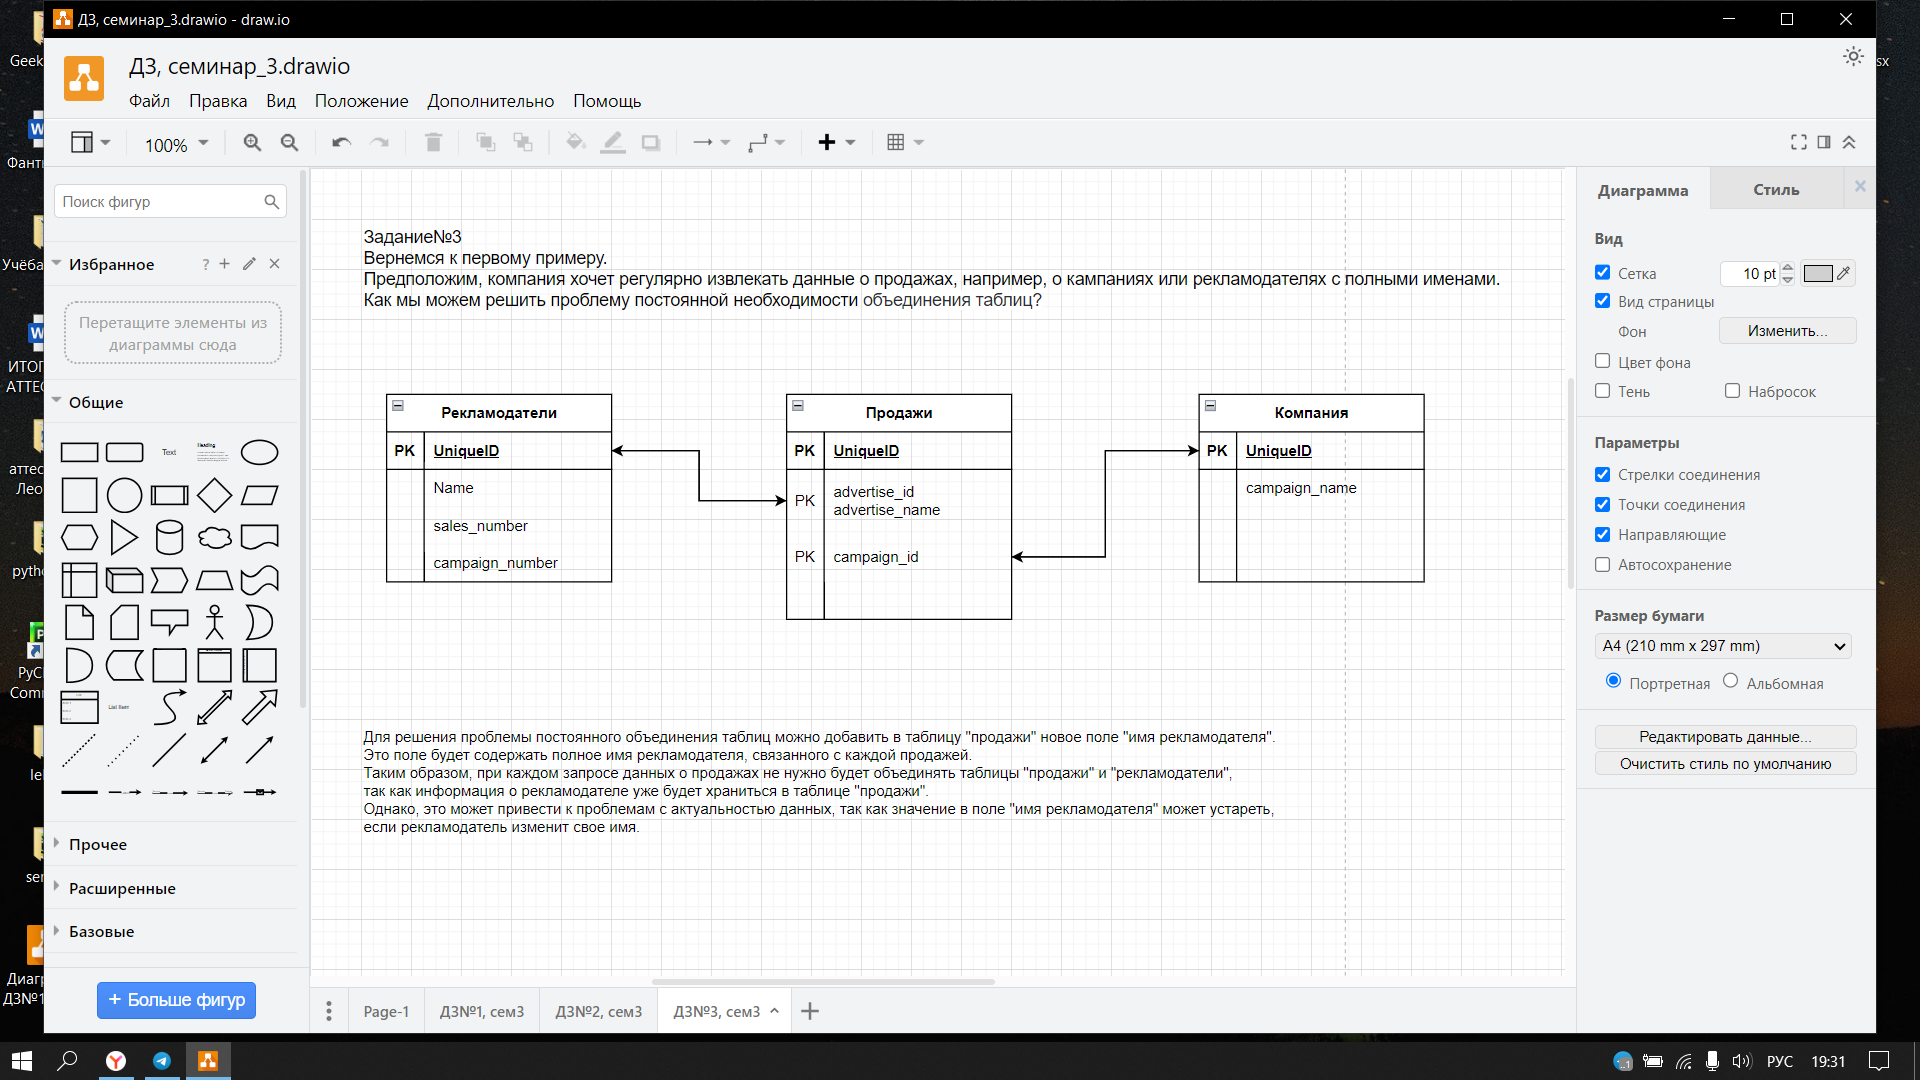 ДЗ, семинар_3.drawio - draw.io
ДЗ, семинар_3.drawio
Файл Правка Вид Положение Дополнительно Помощь
100%
Поиск фигур
Избранное
?
Перетащите элементы из
диаграммы сюда
Общие
Text
Heading
List Item
Прочее
Расширенные
Базовые
+ Больше фигур
Задание№3
Вернемся к первому примеру.
Предположим, компания хочет регулярно извлекать данные о продажах, например, о кампаниях или рекламодателях с полными именами.
Как мы можем решить проблему постоянной необходимости объединения таблиц?
Рекламодатели
PK UniqueID
Name
sales_number
campaign_number
Продажи
PK UniqueID
PK advertise_id
advertise_name
PK campaign_id
Компания
PK UniqueID
campaign_name
Для решения проблемы постоянного объединения таблиц можно добавить в таблицу "продажи" новое поле "имя рекламодателя".
Это поле будет содержать полное имя рекламодателя, связанного с каждой продажей.
Таким образом, при каждом запросе данных о продажах не нужно будет объединять таблицы "продажи" и "рекламодатели",
так как информация о рекламодателе уже будет храниться в таблице "продажи".
Однако, это может привести к проблемам с актуальностью данных, так как значение в поле "имя рекламодателя" может устареть,
если рекламодатель изменит свое имя.
Page-1 ДЗ№1, сем3 ДЗ№2, сем3 ДЗ№3, сем3
Диаграмма Стиль
Вид
Сетка 10 pt
Вид страницы
Фон Изменить...
Цвет фона
Тень Набросок
Параметры
Стрелки соединения
Точки соединения
Направляющие
Автосохранение
Размер бумаги
A4 (210 mm x 297 mm)
Портретная Альбомная
Редактировать данные...
Очистить стиль по умолчанию
Geek
Фант
Учёба
ИТОГ
АТТЕС
аттес
Лео
pytho
PyCh
Comm
ser
Диагр
ДЗ№1
sx
РУС 19:31